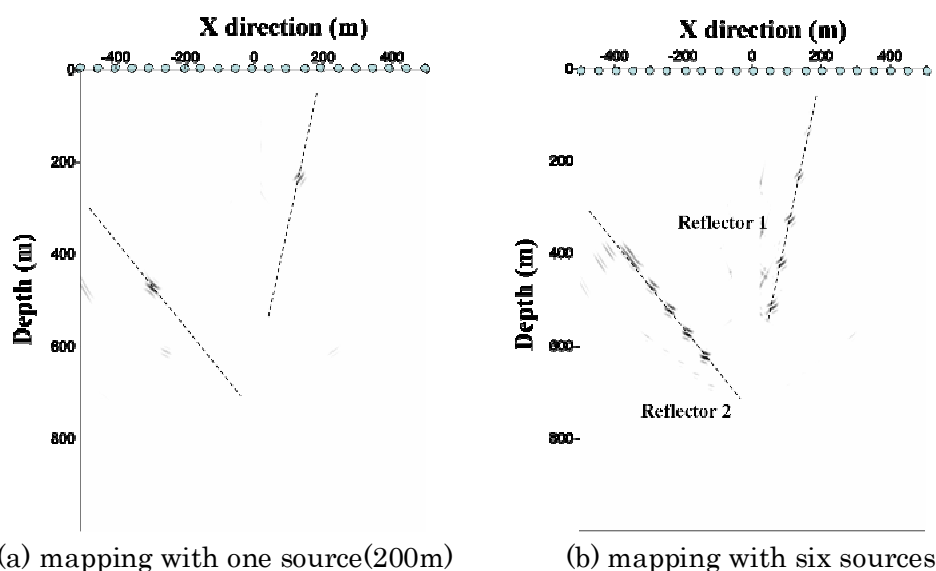 X direction (m)
-400 -200 0 200 400
0
200
400
600
800
Depth (m)
(a) mapping with one source(200m)
X direction (m)
-400 -200 0 200 400
0
200
400
600
800
Depth (m)
Reflector 1
Reflector 2
(b) mapping with six sources